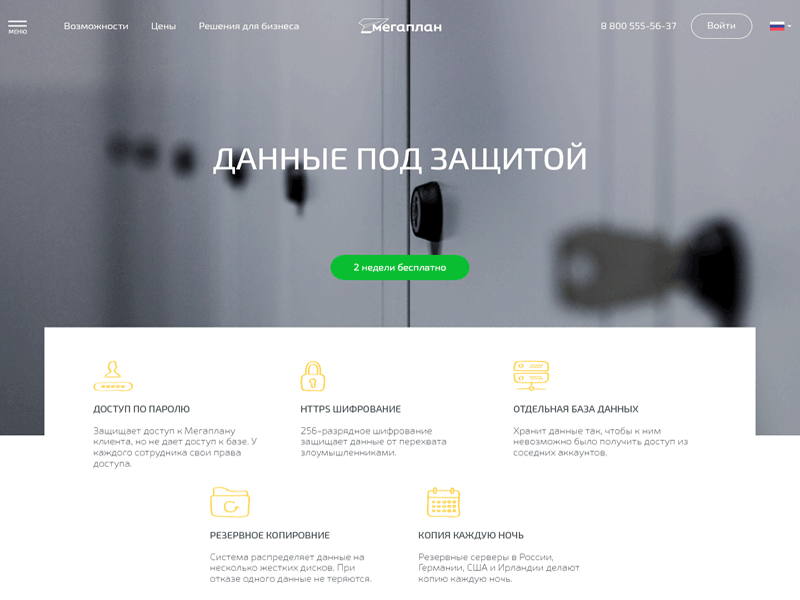 МЕНЮ
Возможности
Цены
Решения для бизнеса
мегаплан
8 800 555-56-37
Войти
ДАННЫЕ ПОД ЗАЩИТОЙ
2 недели бесплатно
ДОСТУП ПО ПАРОЛЮ
Защищает доступ к Мегаплану
клиента, но не дает доступ к базе. У
каждого сотрудника свои права
доступа.
HTTPS ШИФРОВАНИЕ
256-разрядное шифрование
защищает данные от перехвата
злоумышленниками.
ОТДЕЛЬНАЯ БАЗА ДАННЫХ
Хранит данные так, чтобы к ним
невозможно было получить доступ из
соседних аккаунтов.
РЕЗЕРВНОЕ КОПИРОВНИЕ
Система распределяет данные на
несколько жестких дисков. При
отказе одного данные не теряются.
КОПИЯ КАЖДУЮ НОЧЬ
Резервные серверы в России,
Германии, США и Ирландии делают
копию каждую ночь.